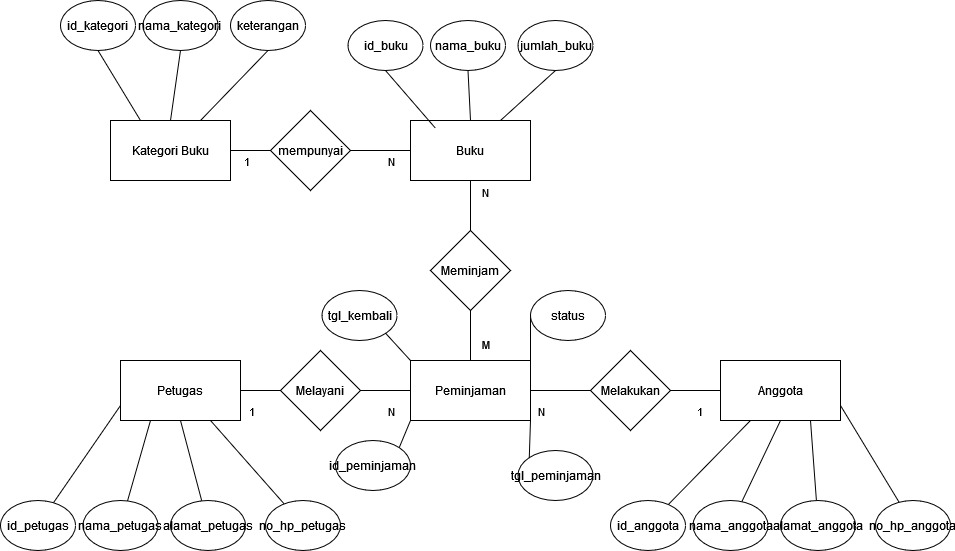 id_kategori
nama_kategori
keterangan
id_buku
nama_buku
jumlah_buku
Kategori Buku
1
mempunyai
N
Buku
N
Meminjam
M
tgl_kembali
status
Petugas
1
Melayani
N
Peminjaman
N
Melakukan
1
Anggota
id_peminjaman
tgl_peminjaman
id_petugas
nama_petugas
alamat_petugas
no_hp_petugas
id_anggota
nama_anggota
alamat_anggota
no_hp_anggota